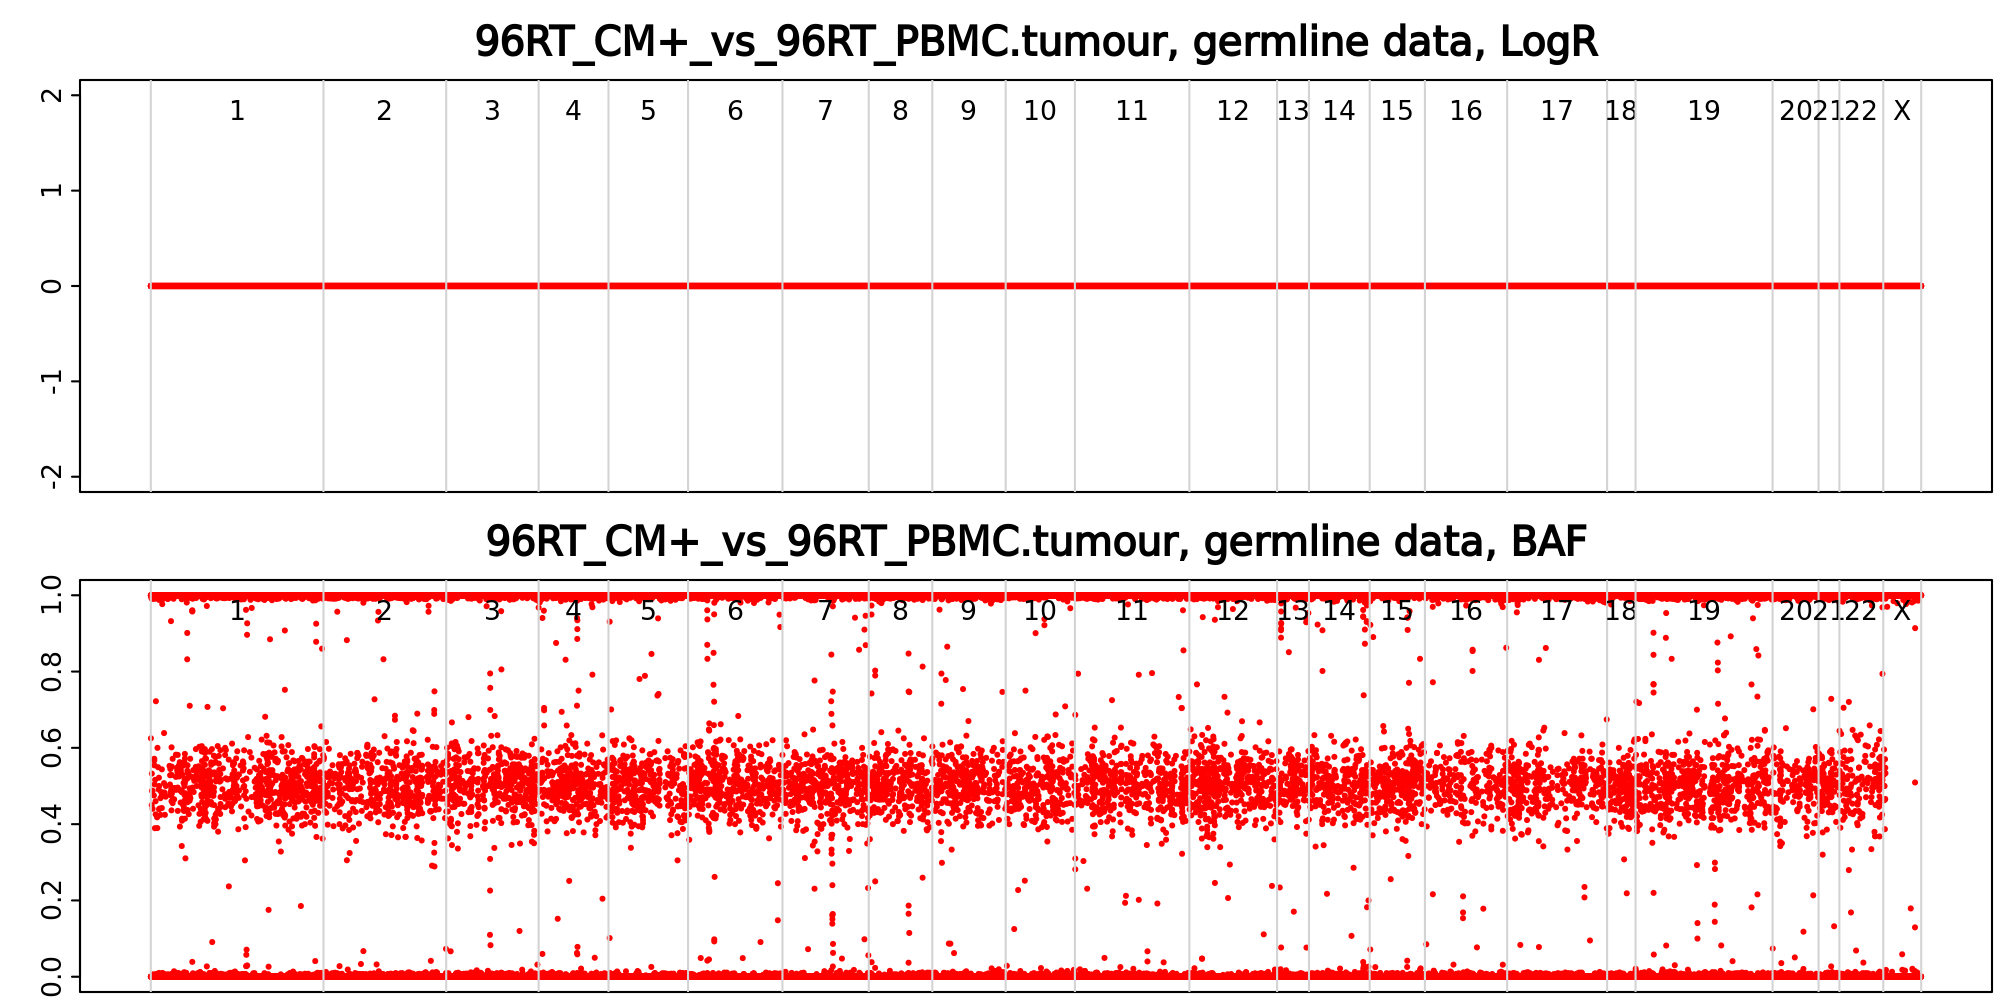 96RT_CM+_vs_96RT_PBMC.tumour, germline data, LogR
2
1 2 3 4 5 6 7 8 9 10 11 12 13 14 15 16 17 18 19 20 21 22 X
1
0
-1
-2
96RT_CM+_vs_96RT_PBMC.tumour, germline data, BAF
1.0
1 2 3 4 5 6 7 8 9 10 11 12 13 14 15 16 17 18 19 20 21 22 X
0.8
0.6
0.4
0.2
0.0